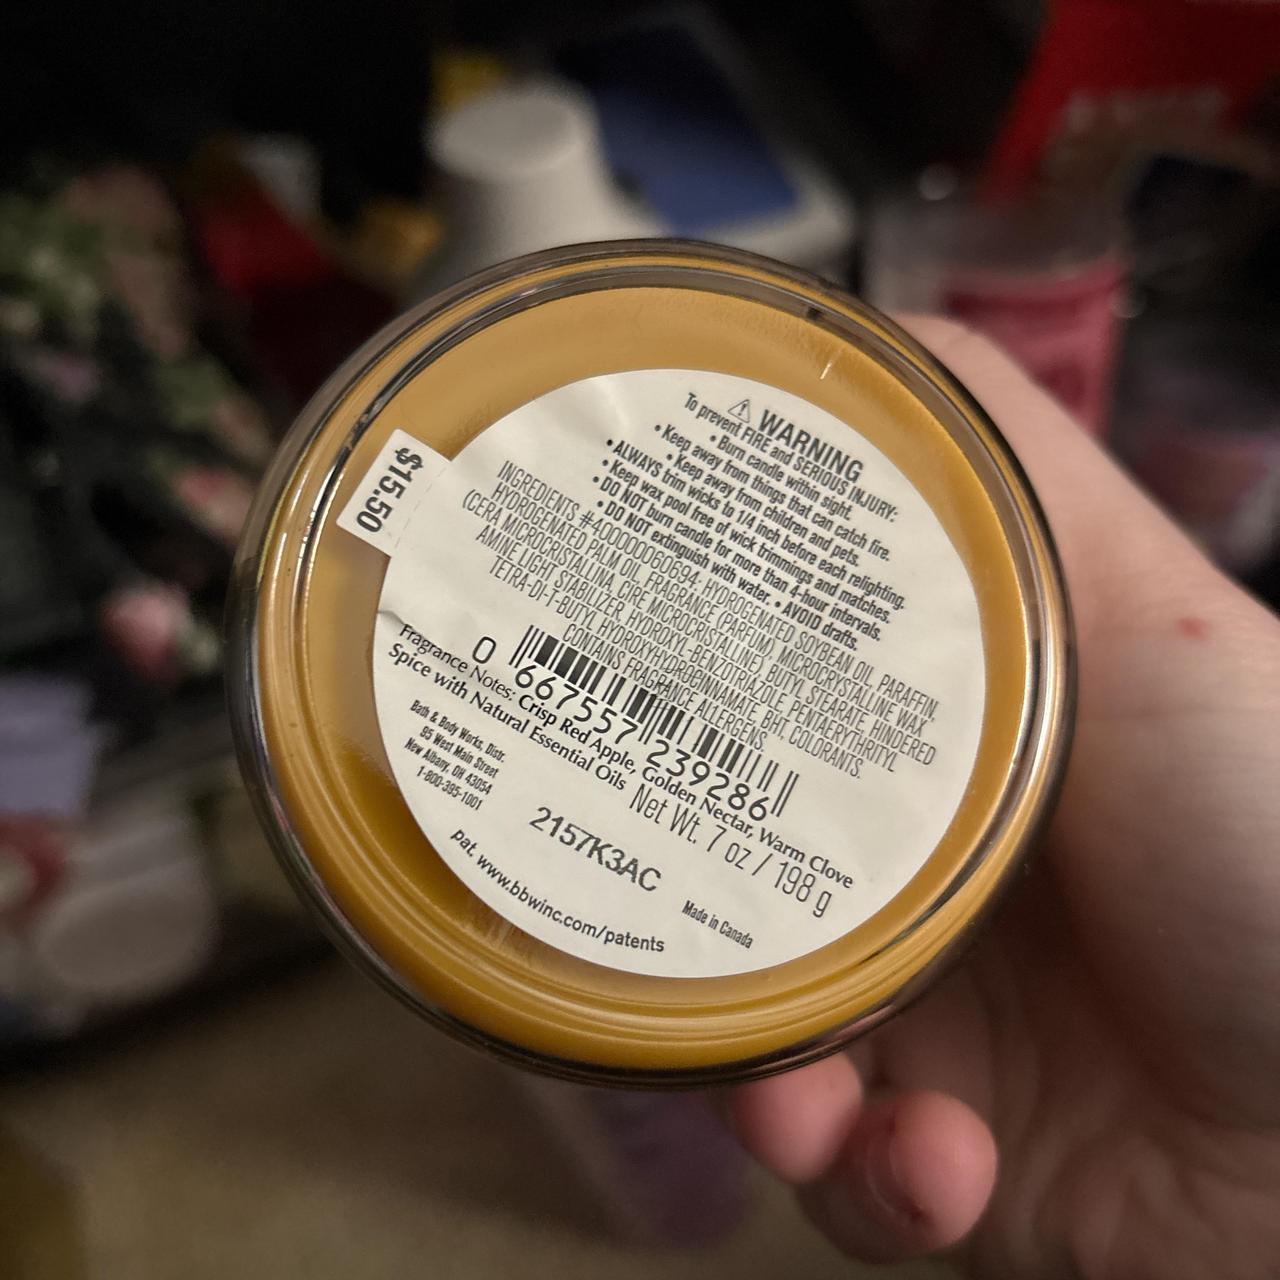 $15.50
⚠ WARNING
To prevent FIRE and SERIOUS INJURY:
• Burn candle within sight.
• Keep away from things that can catch fire.
• Keep away from children and pets.
• ALWAYS trim wicks to 1/4 inch before each relighting.
• Keep wax pool free of wick trimmings and matches.
• DO NOT burn candle for more than 4-hour intervals.
• DO NOT extinguish with water. • AVOID drafts.
INGREDIENTS #400000060694: HYDROGENATED SOYBEAN OIL, PARAFFIN,
HYDROGENATED PALM OIL, FRAGRANCE (PARFUM), MICROCRYSTALLINE WAX
(CERA MICROCRISTALLINA, CIRE MICROCRISTALLINE), BUTYL STEARATE, HINDERED
AMINE LIGHT STABILIZER, HYDROXYL-BENZOTRIAZOLE, PENTAERYTHRITYL
TETRA-DI-T-BUTYL HYDROXYHYDROCINNAMATE, BHT, COLORANTS.
CONTAINS FRAGRANCE ALLERGENS.
0 667557 239286
Fragrance Notes: Crisp Red Apple, Golden Nectar, Warm Clove
Spice with Natural Essential Oils
Net Wt. 7 oz / 198 g
Bath & Body Works, Distr.
95 West Main Street
New Albany, OH 43054
1-800-395-1001
2157K3AC
Made in Canada
pat. www.bbwinc.com/patents